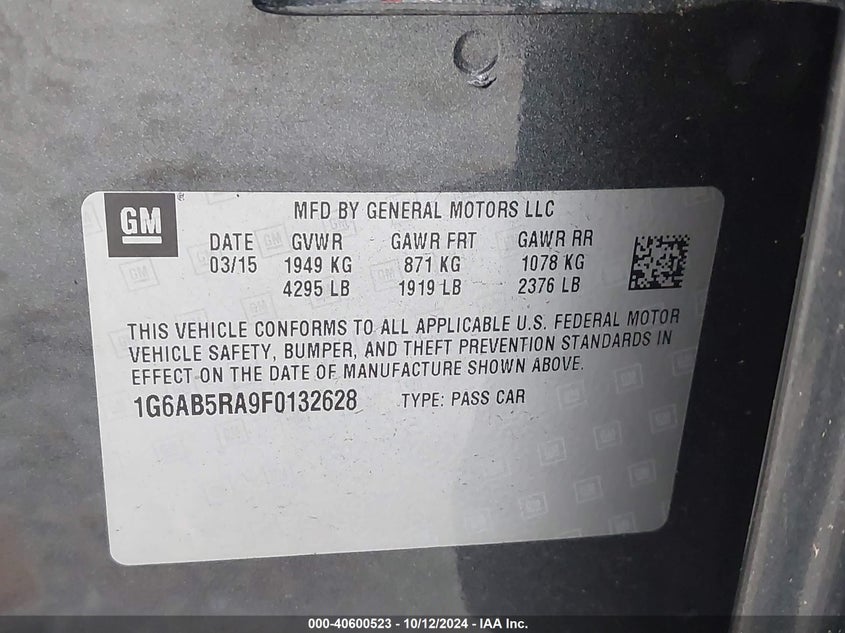 GM
MFD BY GENERAL MOTORS LLC
DATE GVWR GAWR FRT GAWR RR
03/15 1949 KG 871 KG 1078 KG
4295 LB 1919 LB 2376 LB
THIS VEHICLE CONFORMS TO ALL APPLICABLE U.S. FEDERAL MOTOR
VEHICLE SAFETY, BUMPER, AND THEFT PREVENTION STANDARDS IN
EFFECT ON THE DATE OF MANUFACTURE SHOWN ABOVE.
1G6AB5RA9F0132628 TYPE: PASS CAR
000-40600523 - 10/12/2024 - IAA Inc.